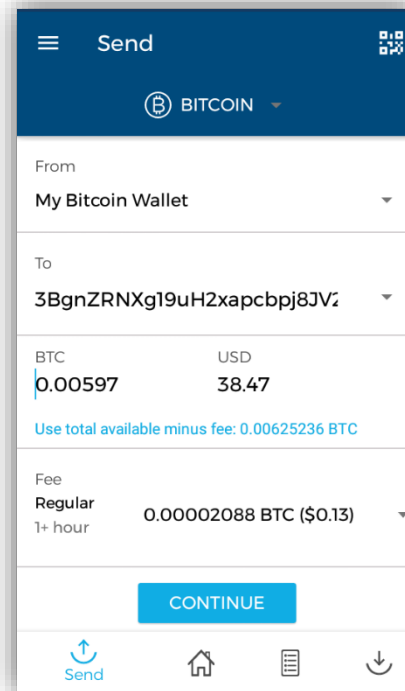 Send
BITCOIN
From
My Bitcoin Wallet
To
3BgnZRNXg19uH2xapcbpj8JV2
BTC USD
0.00597 38.47
Use total available minus fee: 0.00625236 BTC
Fee
Regular
0.00002088 BTC ($0.13)
1+ hour
CONTINUE
Send